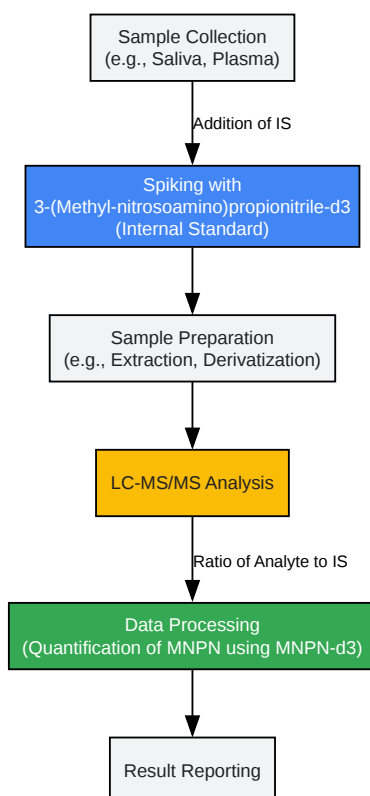 Sample Collection
(e.g., Saliva, Plasma)
Addition of IS
Spiking with
3-(Methyl-nitrosoamino)propionitrile-d3
(Internal Standard)
Sample Preparation
(e.g., Extraction, Derivatization)
LC-MS/MS Analysis
Ratio of Analyte to IS
Data Processing
(Quantification of MNPN using MNPN-d3)
Result Reporting